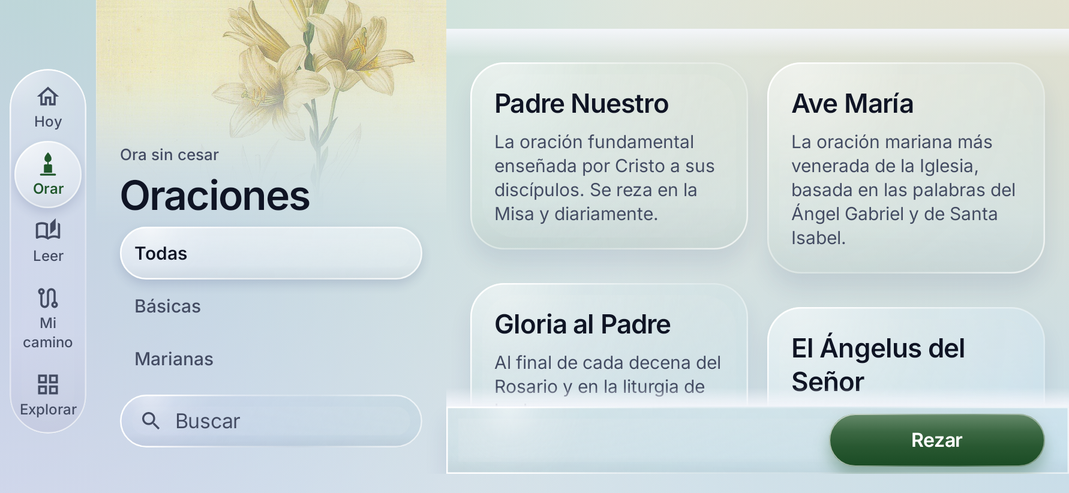 Hoy
Orar
Leer
Mi
camino
Explorar
Ora sin cesar
Oraciones
Todas
Básicas
Marianas
Buscar
Padre Nuestro
La oración fundamental
enseñada por Cristo a sus
discípulos. Se reza en la
Misa y diariamente.
Ave María
La oración mariana más
venerada de la Iglesia,
basada en las palabras del
Ángel Gabriel y de Santa
Isabel.
Gloria al Padre
Al final de cada decena del
Rosario y en la liturgia de
El Ángelus del
Señor
Rezar